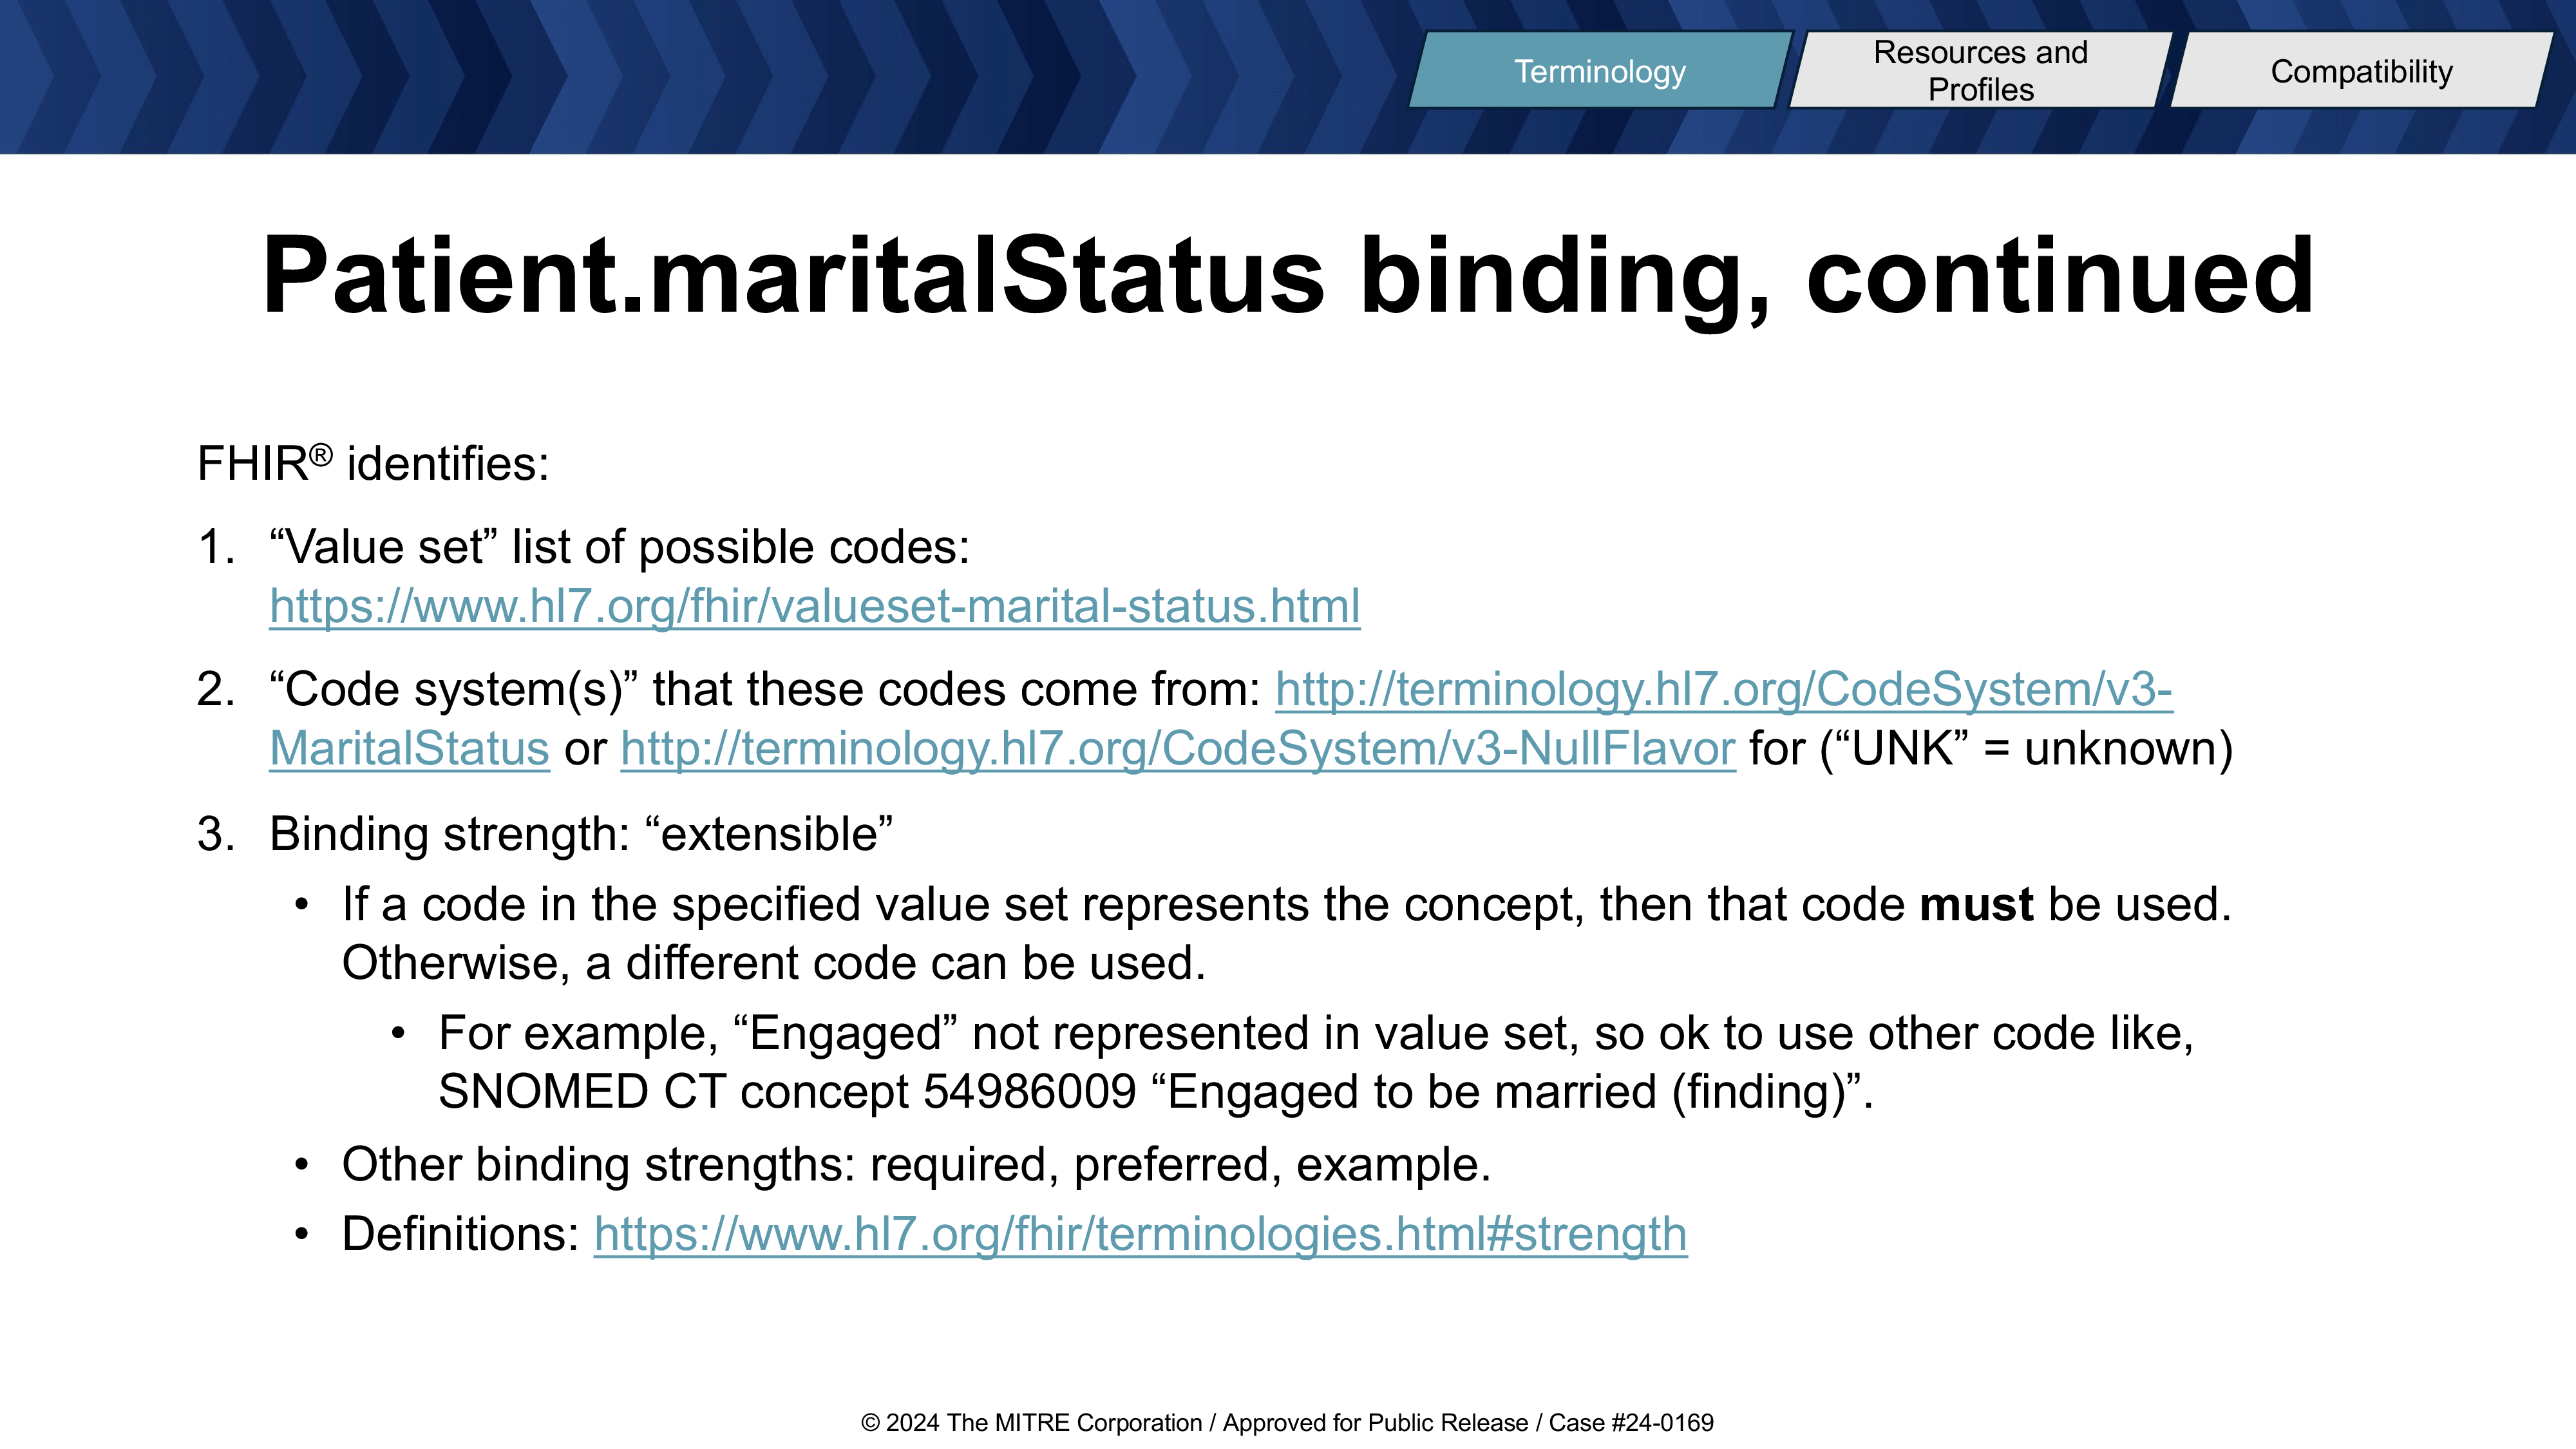 Terminology
Resources and
Profiles
Compatibility
Patient.maritalStatus binding, continued
FHIR® identifies:
1. “Value set” list of possible codes:
https://www.hl7.org/fhir/valueset-marital-status.html
2. “Code system(s)” that these codes come from: http://terminology.hl7.org/CodeSystem/v3-
MaritalStatus or http://terminology.hl7.org/CodeSystem/v3-NullFlavor for (“UNK” = unknown)
3. Binding strength: “extensible”
• If a code in the specified value set represents the concept, then that code must be used.
Otherwise, a different code can be used.
• For example, “Engaged” not represented in value set, so ok to use other code like,
SNOMED CT concept 54986009 “Engaged to be married (finding)”.
• Other binding strengths: required, preferred, example.
• Definitions: https://www.hl7.org/fhir/terminologies.html#strength
© 2024 The MITRE Corporation / Approved for Public Release / Case #24-0169